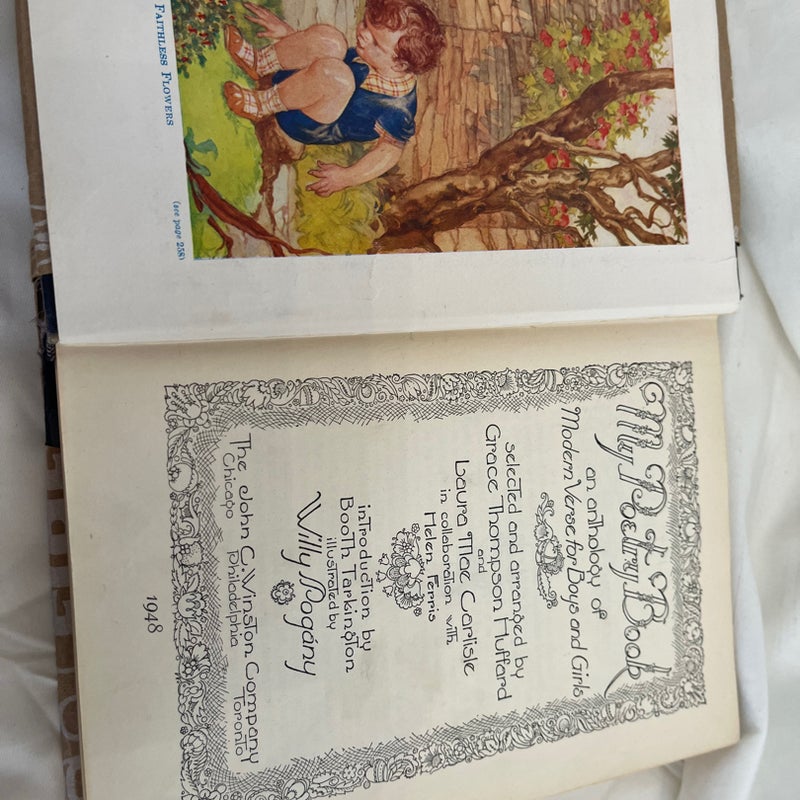 FAITHLESS FLOWERS
(see page 258)
My Poetry Book
an anthology of
Modern Verse for Boys and Girls
selected and arranged by
Grace Thompson Huffard
and
Laura Mae Carlisle
in collaboration with
Helen Ferris
introduction by
Booth Tarkington
illustrated by
Willy Pogány
The John C. Winston Company
Chicago Philadelphia Toronto
1948